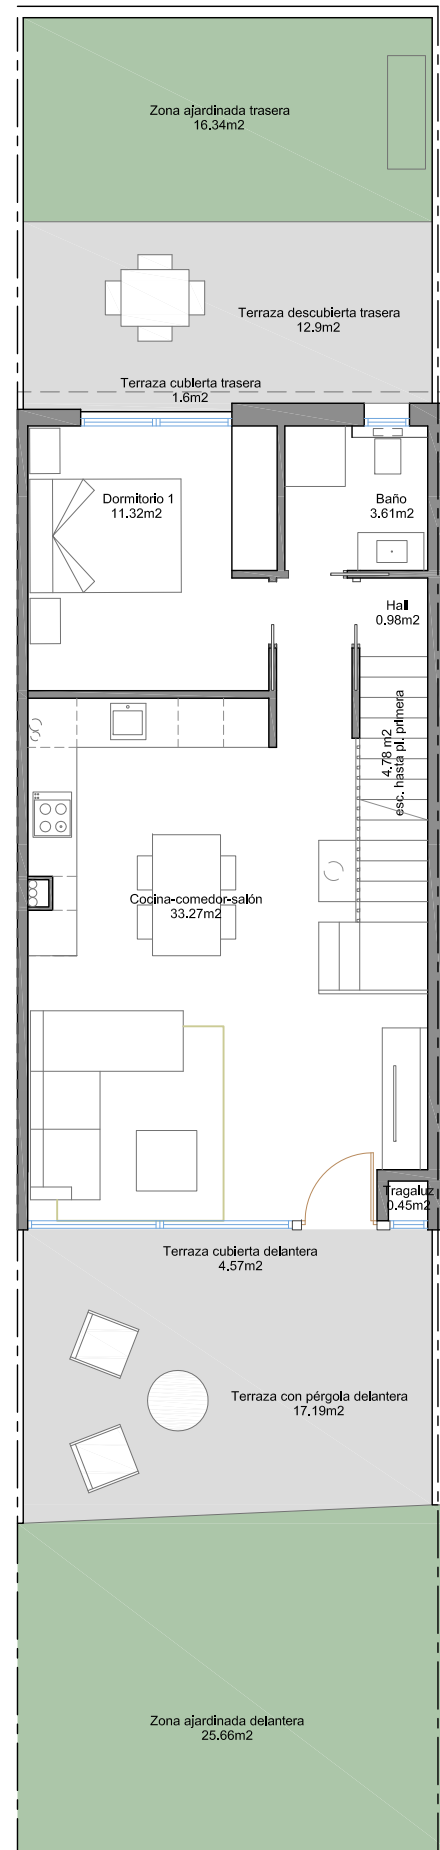 Zona ajardinada trasera
16.34m2
Terraza descubierta trasera
12.9m2
Terraza cubierta trasera
1.6m2
Dormitorio 1
11.32m2
Baño
3.61m2
Hall
0.98m2
4.78 m2
esc. hasta pl. primera
Cocina-comedor-salón
33.27m2
Tragaluz
0.45m2
Terraza cubierta delantera
4.57m2
Terraza con pérgola delantera
17.19m2
Zona ajardinada delantera
25.66m2